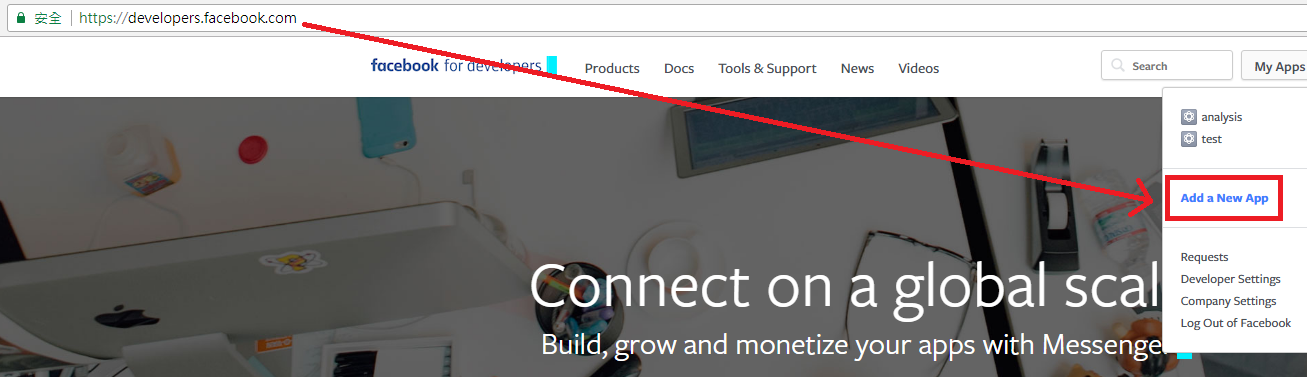 安全 https://developers.facebook.com
facebook for developers Products Docs Tools & Support News Videos Search My Apps
analysis
test
Add a New App
Requests
Developer Settings
Company Settings
Log Out of Facebook
Connect on a global scal
Build, grow and monetize your apps with Messenger.